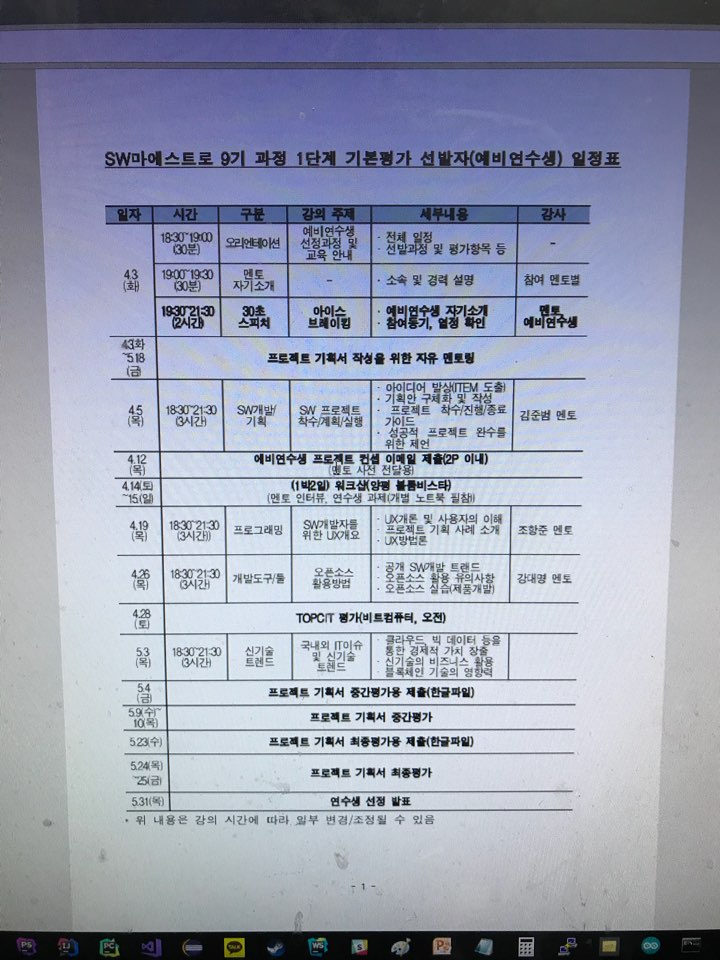 SW마에스트로 9기 과정 1단계 기본평가 선발자(예비연수생) 일정표
일자 시간 구분 강의 주제 세부내용 강사
4.3
(화)
18:30~19:00
(30분)
오리엔테이션
예비연수생
선정과정 및
교육 안내
· 전체 일정
· 선발과정 및 평가항목 등
-
19:00~19:30
(30분)
멘토
자기소개
-
· 소속 및 경력 설명
참여 멘토별
19:30~21:30
(2시간)
30초
스피치
아이스
브레이킹
· 예비연수생 자기소개
· 참여동기, 열정 확인
멘토
예비연수생
4.3(화
~5.18
(금)
프로젝트 기획서 작성을 위한 자유 멘토링
4.5
(목)
18:30~21:30
(3시간)
SW개발/
기획
SW 프로젝트
착수/계획/실행
· 아이디어 발상(ITEM 도출)
· 기획안 구체화 및 작성
· 프로젝트 착수/진행/종료
가이드
· 성공적 프로젝트 완수를
위한 제언
김준범 멘토
4.12
(목)
예비연수생 프로젝트 컨셉 이메일 제출(2P 이내)
(멘토 사전 전달용)
4.14(토)
~15.(일)
(1박2일) 워크샵(양평 블룸비스타)
(멘토 인터뷰, 연수생 과제(개별 노트북 필참))
4.19
(목)
18:30~21:30
(3시간))
프로그래밍
SW개발자를
위한 UX개요
· UX개론 및 사용자의 이해
· 프로젝트 기획 사례 소개
· UX방법론
조항준 멘토
4.26
(목)
18:30~21:30
(3시간)
개발도구/툴
오픈소스
활용방법
· 공개 SW개발 트랜드
· 오픈소스 활용 유의사항
· 오픈소스 실습(제품개발)
강대명 멘토
4.28
(토)
TOPCIT 평가(비트컴퓨터, 오전)
5.3
(목)
18:30~21:30
(3시간)
신기술
트렌드
국내외 IT이슈
및 신기술
트렌드
· 클라우드, 빅 데이터 등을
통한 경제적 가치 창출
· 신기술의 비즈니스 활용
· 블록체인 기술의 영향력
5.4
(금)
프로젝트 기획서 중간평가용 제출(한글파일)
5.9(수)~
10(목)
프로젝트 기획서 중간평가
5.23(수)
프로젝트 기획서 최종평가용 제출(한글파일)
5.24(목)
~25(금)
프로젝트 기획서 최종평가
5.31(목)
연수생 선정 발표
* 위 내용은 강의 시간에 따라 일부 변경/조정될 수 있음
- 1 -
PS IJ PC TALK WS P